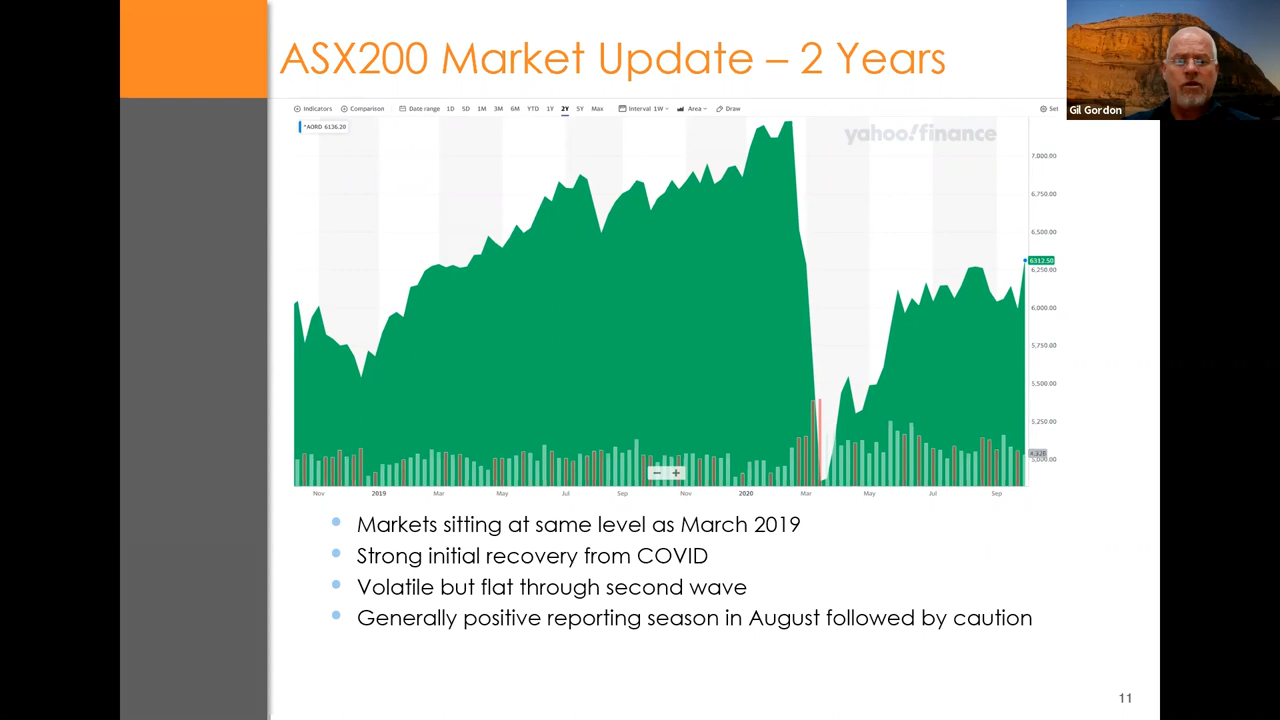 ASX200 Market Update – 2 Years
Gil Gordon
Indicators Comparison Date range 1D 5D 1M 3M 6M YTD 1Y 2Y 5Y Max Interval 1W Area Draw Set
^AORD 6136.20
yahoo!finance
7,000.00
6,750.00
6,500.00
6312.50
6,250.00
6,000.00
5,750.00
5,500.00
5,250.00
5,000.00
Nov 2019 Mar May Jul Sep Nov 2020 Mar May Jul Sep
Markets sitting at same level as March 2019
Strong initial recovery from COVID
Volatile but flat through second wave
Generally positive reporting season in August followed by caution
11